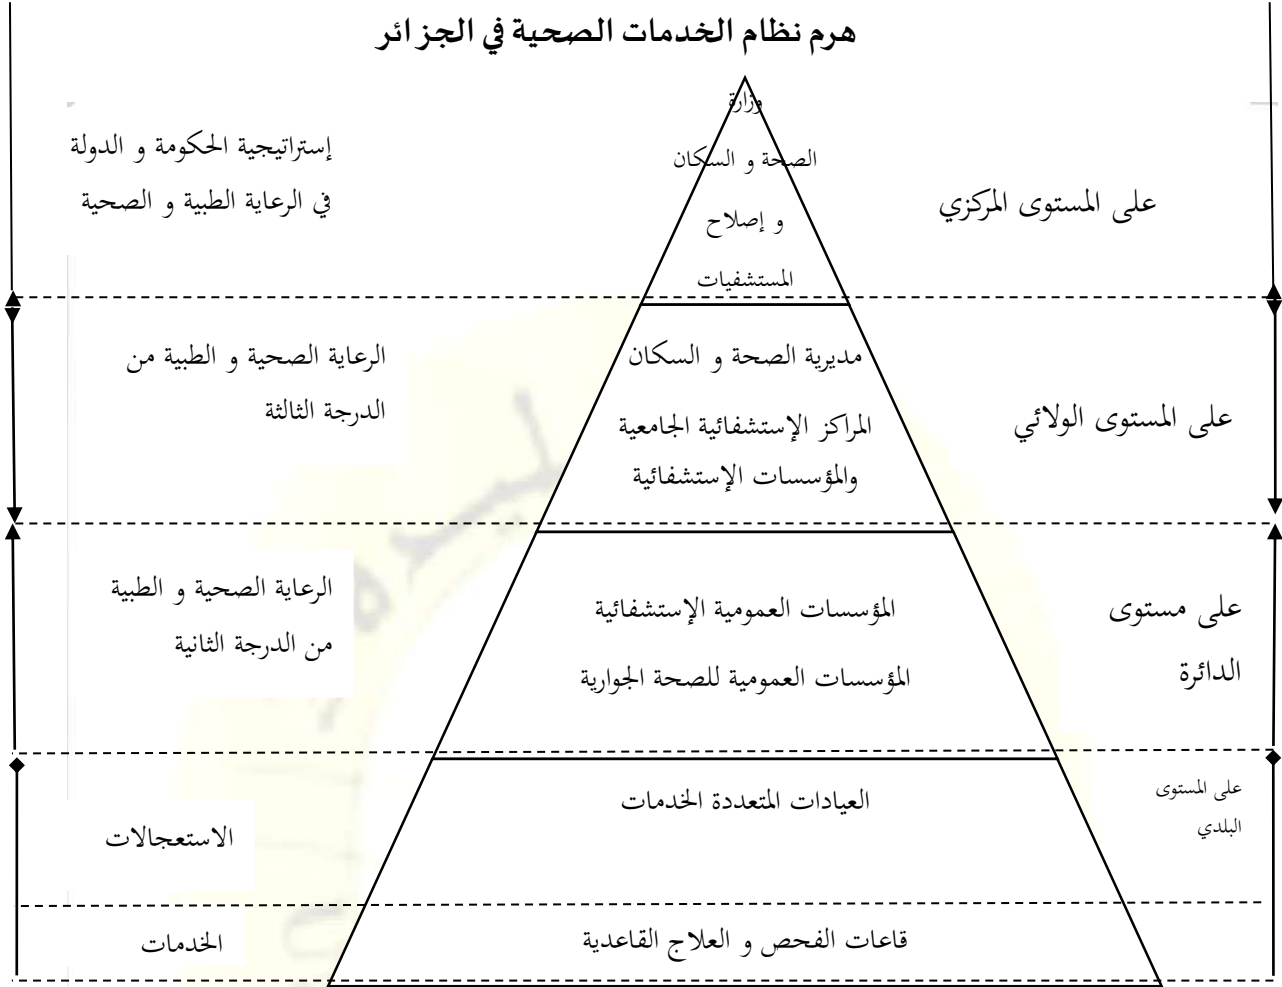 هرم نظام الخدمات الصحية في الجزائر
وزارة
الصحة و السكان
و إصلاح
المستشفيات
على المستوى المركزي
إستراتيجية الحكومة و الدولة
في الرعاية الطبية و الصحية
على المستوى الولائي
مديرية الصحة و السكان
المراكز الإستشفائية الجامعية
والمؤسسات الإستشفائية
الرعاية الصحية و الطبية من
الدرجة الثالثة
على مستوى
الدائرة
المؤسسات العمومية الإستشفائية
المؤسسات العمومية للصحة الجوارية
الرعاية الصحية و الطبية
من الدرجة الثانية
على المستوى
البلدي
العيادات المتعددة الخدمات
الاستعجالات
قاعات الفحص و العلاج القاعدية
الخدمات